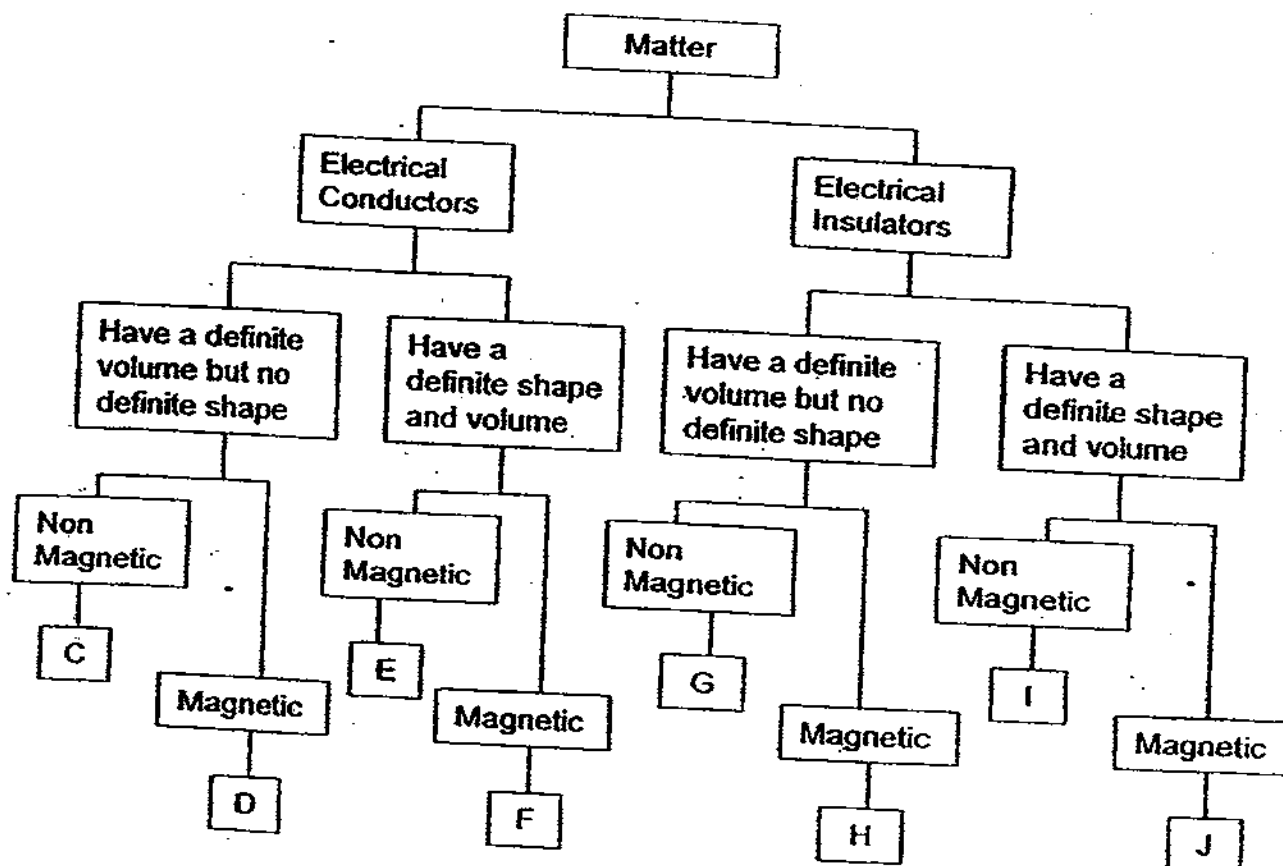 Matter
Electrical
Conductors
Electrical
Insulators
Have a definite
volume but no
definite shape
Have a
definite shape
and volume
Have a definite
volume but no
definite shape
Have a
definite shape
and volume
Non
Magnetic
Non
Magnetic
Non
Magnetic
Non
Magnetic
C
E
G
I
Magnetic
Magnetic
Magnetic
Magnetic
D
F
H
J